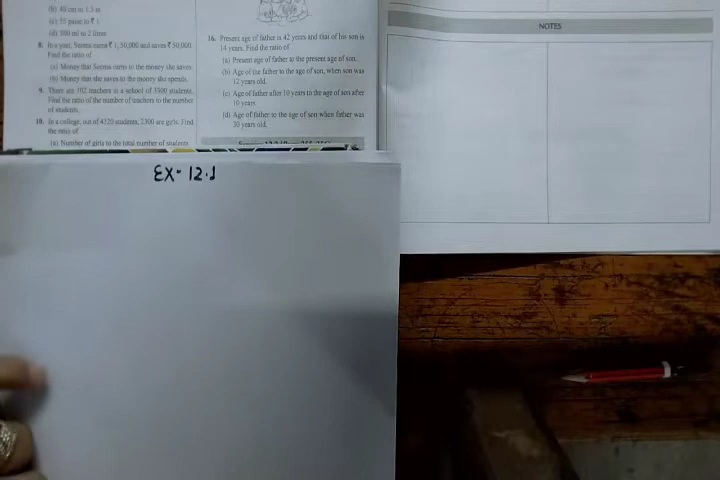 (b) 40 cm to 1.5 m
(c) 55 paise to ₹ 1
(d) 500 ml to 2 litres
8. In a year, Seema earns ₹ 1,50,000 and saves ₹ 50,000.
Find the ratio of
(a) Money that Seema earns to the money she saves.
(b) Money that she saves to the money she spends.
9. There are 102 teachers in a school of 3300 students.
Find the ratio of the number of teachers to the number
of students.
10. In a college, out of 4320 students, 2300 are girls. Find
the ratio of
(a) Number of girls to the total number of students.
16. Present age of father is 42 years and that of his son is
14 years. Find the ratio of
(a) Present age of father to the present age of son.
(b) Age of the father to the age of son, when son was
12 years old.
(c) Age of father after 10 years to the age of son after
10 years.
(d) Age of father to the age of son when father was
30 years old.
NOTES
EX- 12.1